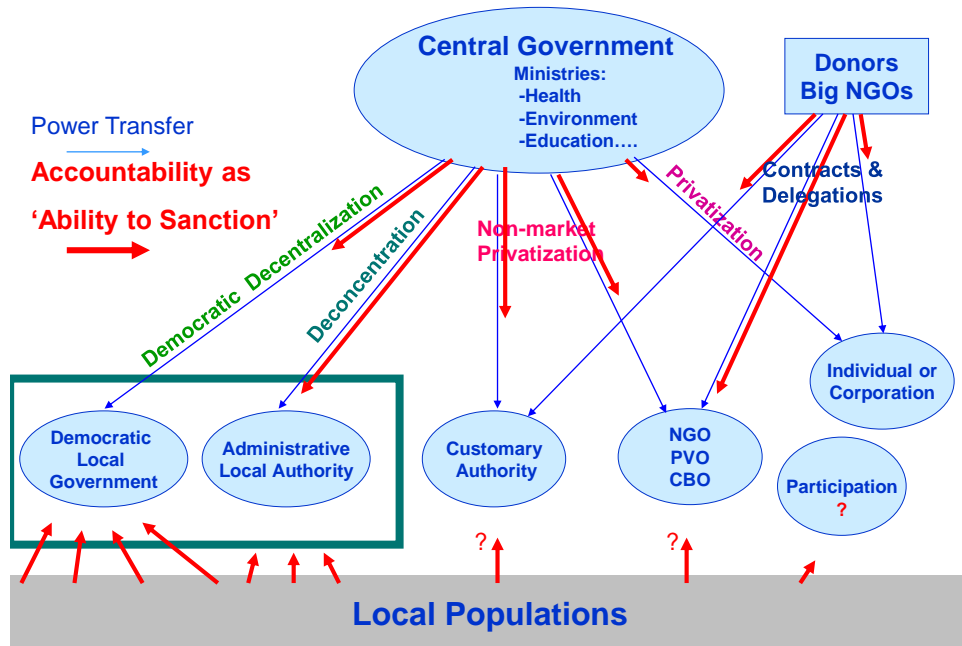 Central Government
Ministries:
-Health
-Environment
-Education....
Donors
Big NGOs
Power Transfer
Accountability as
‘Ability to Sanction’
Democratic Decentralization
Deconcentration
Non-market
Privatization
Privatization
Contracts &
Delegations
Democratic
Local
Government
Administrative
Local Authority
Customary
Authority
NGO
PVO
CBO
Individual or
Corporation
Participation
?
?
?
Local Populations